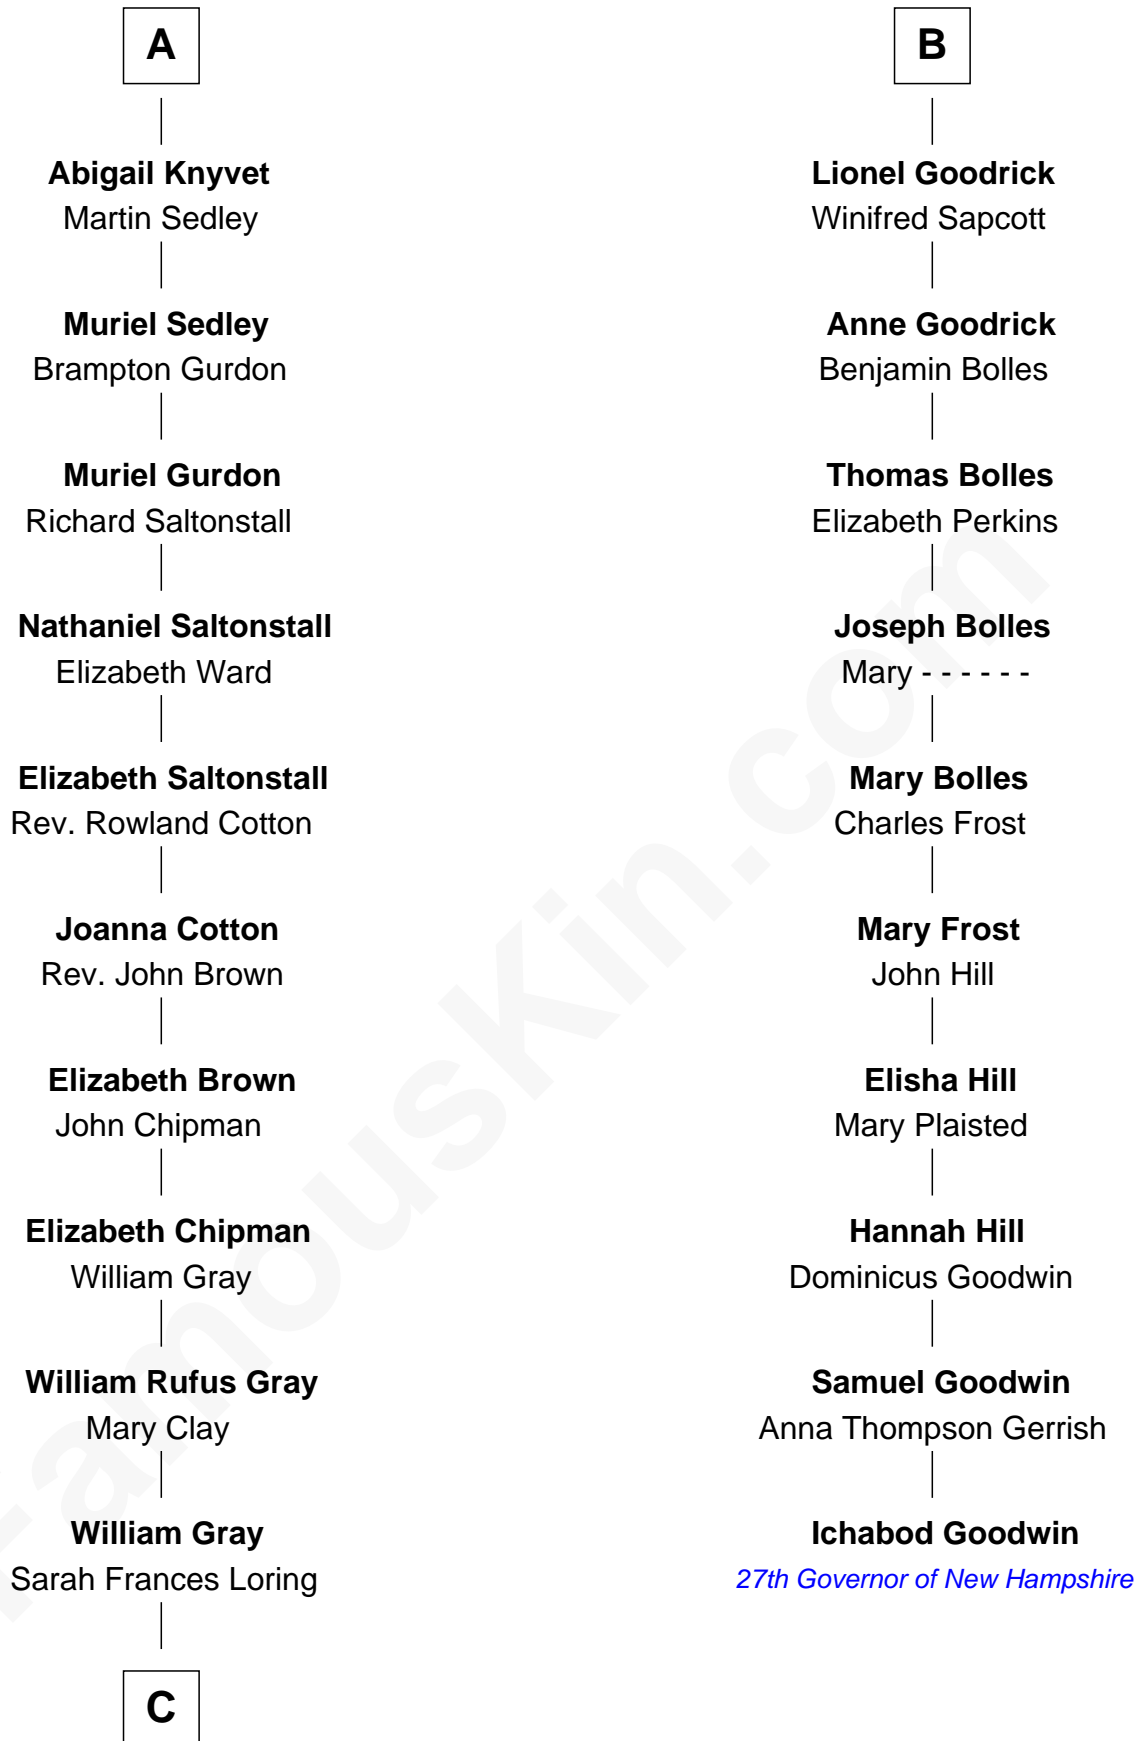 A
Abigail Knyvet
Martin Sedley
Muriel Sedley
Brampton Gurdon
Muriel Gurdon
Richard Saltonstall
Nathaniel Saltonstall
Elizabeth Ward
Elizabeth Saltonstall
Rev. Rowland Cotton
Joanna Cotton
Rev. John Brown
Elizabeth Brown
John Chipman
Elizabeth Chipman
William Gray
William Rufus Gray
Mary Clay
William Gray
Sarah Frances Loring
C
B
Lionel Goodrick
Winifred Sapcott
Anne Goodrick
Benjamin Bolles
Thomas Bolles
Elizabeth Perkins
Joseph Bolles
Mary - - - - - -
Mary Bolles
Charles Frost
Mary Frost
John Hill
Elisha Hill
Mary Plaisted
Hannah Hill
Dominicus Goodwin
Samuel Goodwin
Anna Thompson Gerrish
Ichabod Goodwin
27th Governor of New Hampshire
FamousKin.com